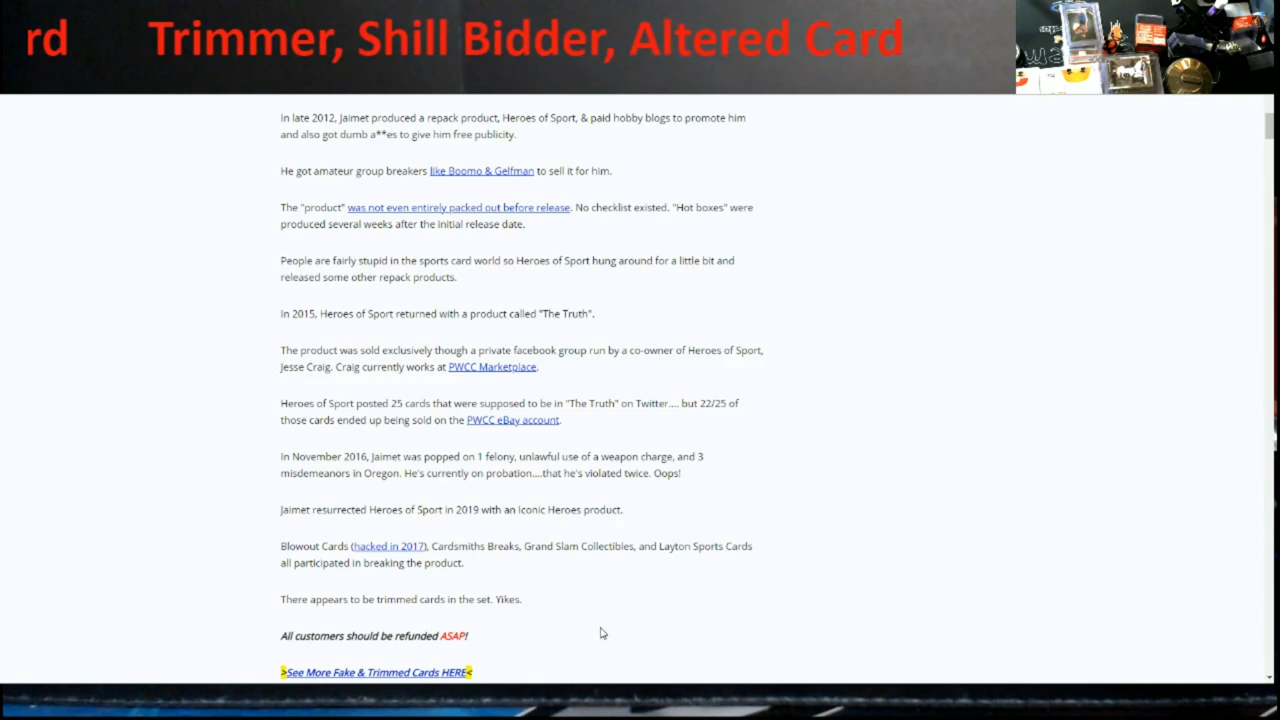 rd Trimmer, Shill Bidder, Altered Card
In late 2012, Jaimet produced a repack product, Heroes of Sport, & paid hobby blogs to promote him
and also got dumb a**es to give him free publicity.
He got amateur group breakers like Boomo & Gelfman to sell it for him.
The "product" was not even entirely packed out before release. No checklist existed. "Hot boxes" were
produced several weeks after the initial release date.
People are fairly stupid in the sports card world so Heroes of Sport hung around for a little bit and
released some other repack products.
In 2015, Heroes of Sport returned with a product called "The Truth".
The product was sold exclusively though a private facebook group run by a co-owner of Heroes of Sport,
Jesse Craig. Craig currently works at PWCC Marketplace.
Heroes of Sport posted 25 cards that were supposed to be in "The Truth" on Twitter.... but 22/25 of
those cards ended up being sold on the PWCC eBay account.
In November 2016, Jaimet was popped on 1 felony, unlawful use of a weapon charge, and 3
misdemeanors in Oregon. He's currently on probation....that he's violated twice. Oops!
Jaimet resurrected Heroes of Sport in 2019 with an Iconic Heroes product.
Blowout Cards (hacked in 2017), Cardsmiths Breaks, Grand Slam Collectibles, and Layton Sports Cards
all participated in breaking the product.
There appears to be trimmed cards in the set. Yikes.
All customers should be refunded ASAP!
>See More Fake & Trimmed Cards HERE<